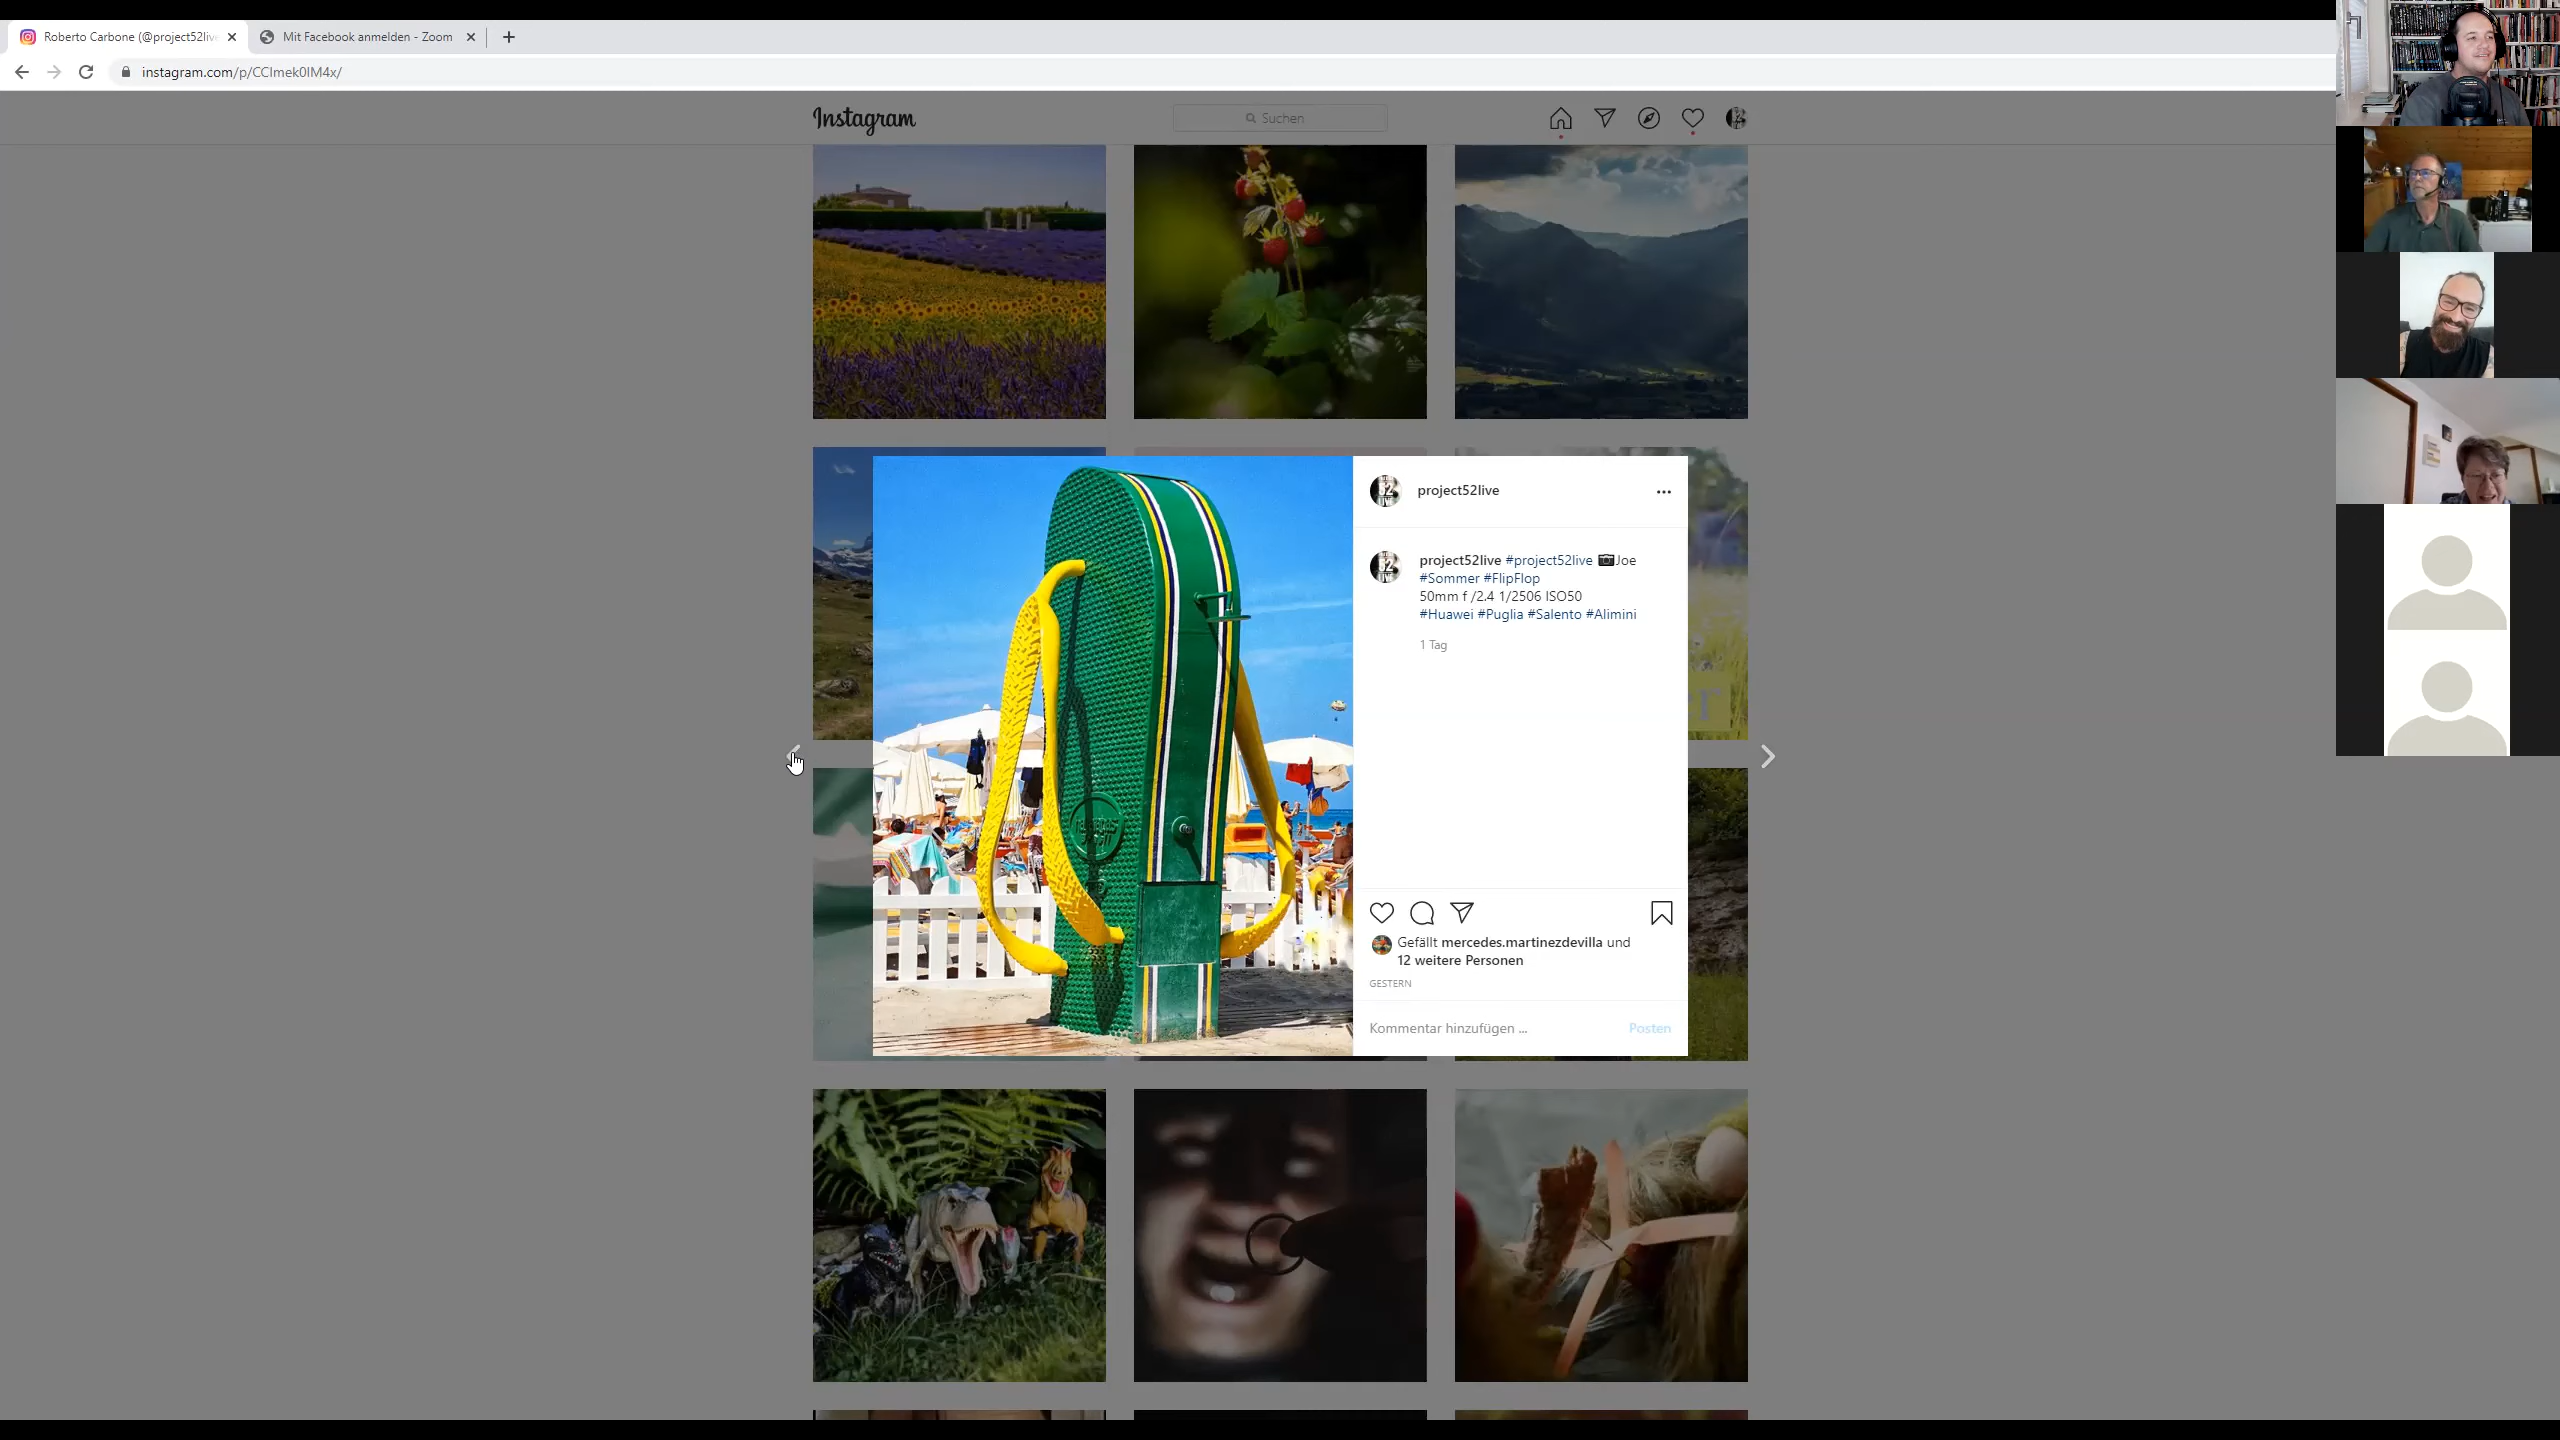 Roberto Carbone (@project52liv
Mit Facebook anmelden - Zoom
instagram.com/p/CCImek0IM4x/
Instagram
Suchen
project52live
project52live #project52live 📷Joe
#Sommer #FlipFlop
50mm f /2.4 1/2506 ISO50
#Huawei #Puglia #Salento #Alimini
1 Tag
Gefällt mercedes.martinezdevilla und
12 weitere Personen
GESTERN
Kommentar hinzufügen ...
Posten